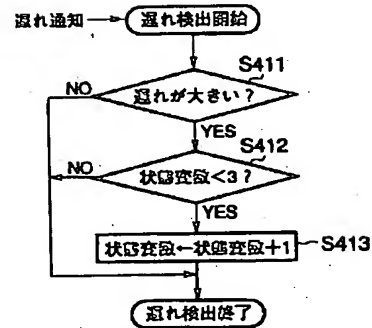 遅れ通知
遅れ検出開始
S411
遅れが大きい?
NO
YES
S412
状態変数<3?
NO
YES
状態変数←状態変数+1
S413
遅れ検出終了